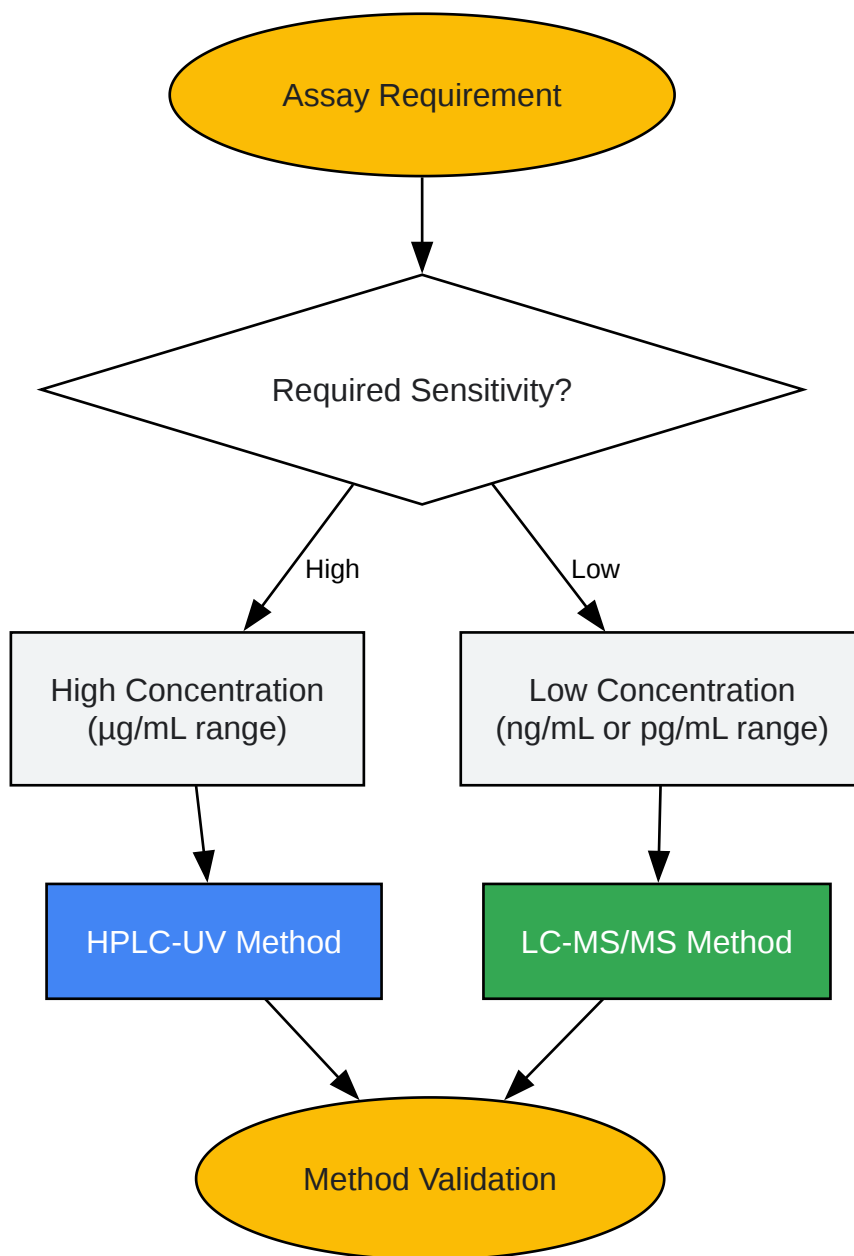 Assay Requirement
Required Sensitivity?
High
Low
High Concentration
(µg/mL range)
Low Concentration
(ng/mL or pg/mL range)
HPLC-UV Method
LC-MS/MS Method
Method Validation